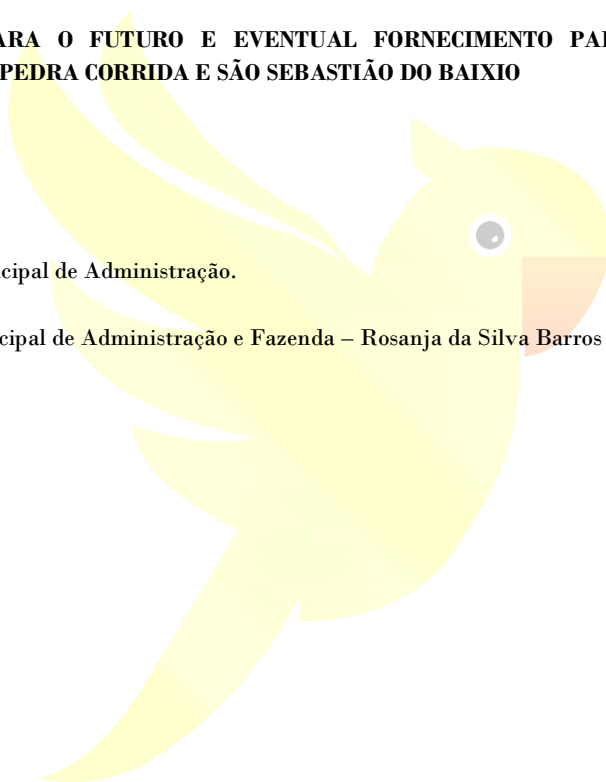 ARA O FUTURO E EVENTUAL FORNECIMENTO PAR
PEDRA CORRIDA E SÃO SEBASTIÃO DO BAIXIO
cipal de Administração.
cipal de Administração e Fazenda – Rosanja da Silva Barros